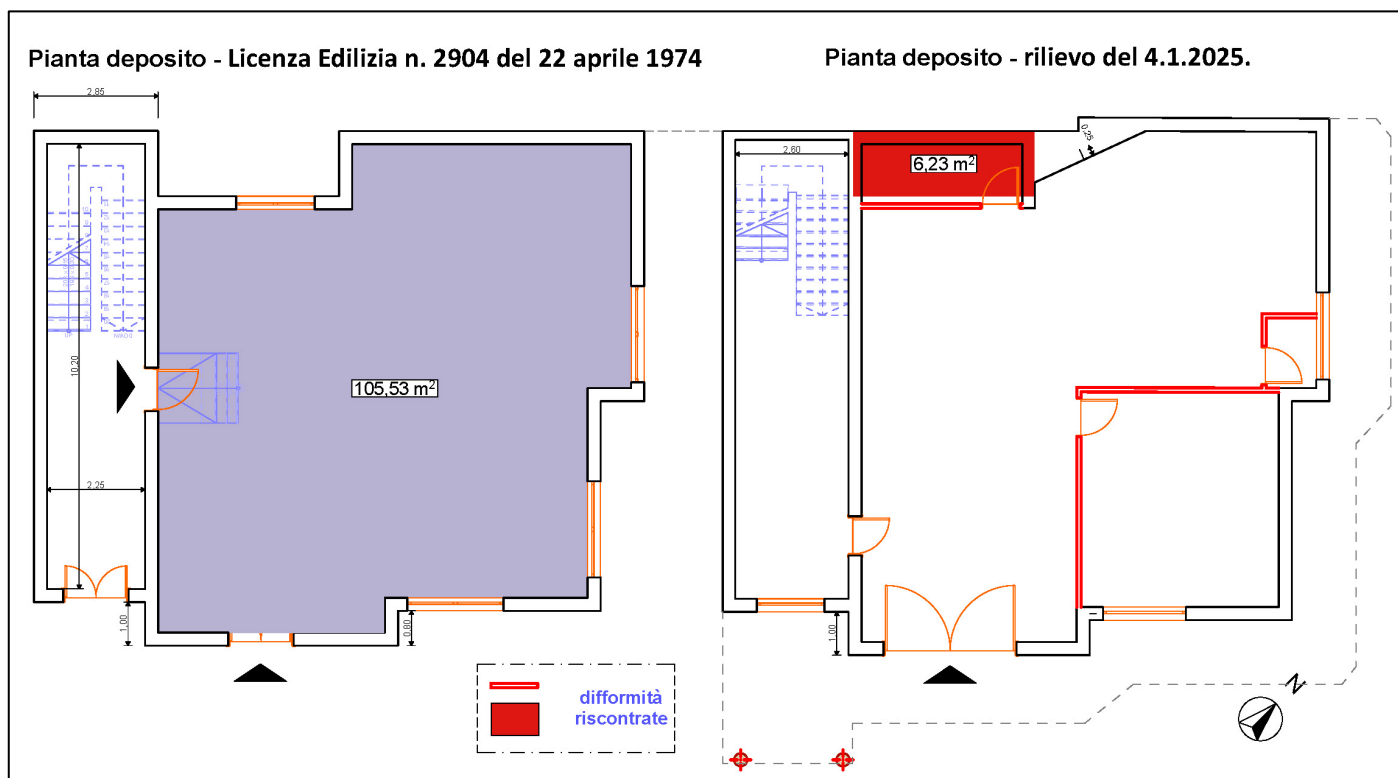 Pianta deposito - Licenza Edilizia n. 2904 del 22 aprile 1974
Pianta deposito - rilievo del 4.1.2025.
2.85
10.20
2.25
1.00
0.80
105,53 m²
2.60
6,23 m²
0.25
1.00
difformità
riscontrate
N